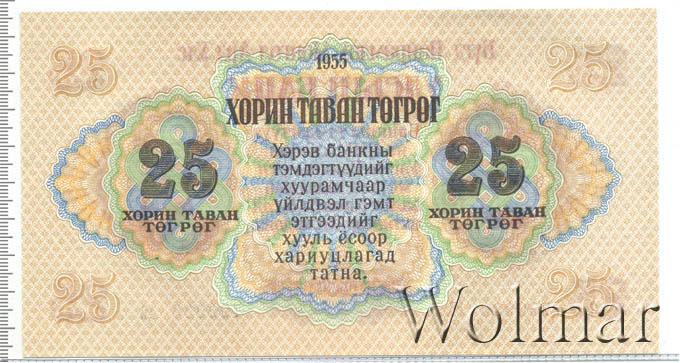 25 25
1955
ХОРИН ТАВАН ТӨГРӨГ
25
ХОРИН ТАВАН
ТӨГРӨГ
Хэрэв банкны
тэмдэгтүүдийг
хуурамчаар
үйлдвэл гэмт
этгээдийг
хууль ёсоор
хариуцлагад
татна.
25
ХОРИН ТАВАН
ТӨГРӨГ
25 25
Wolmar